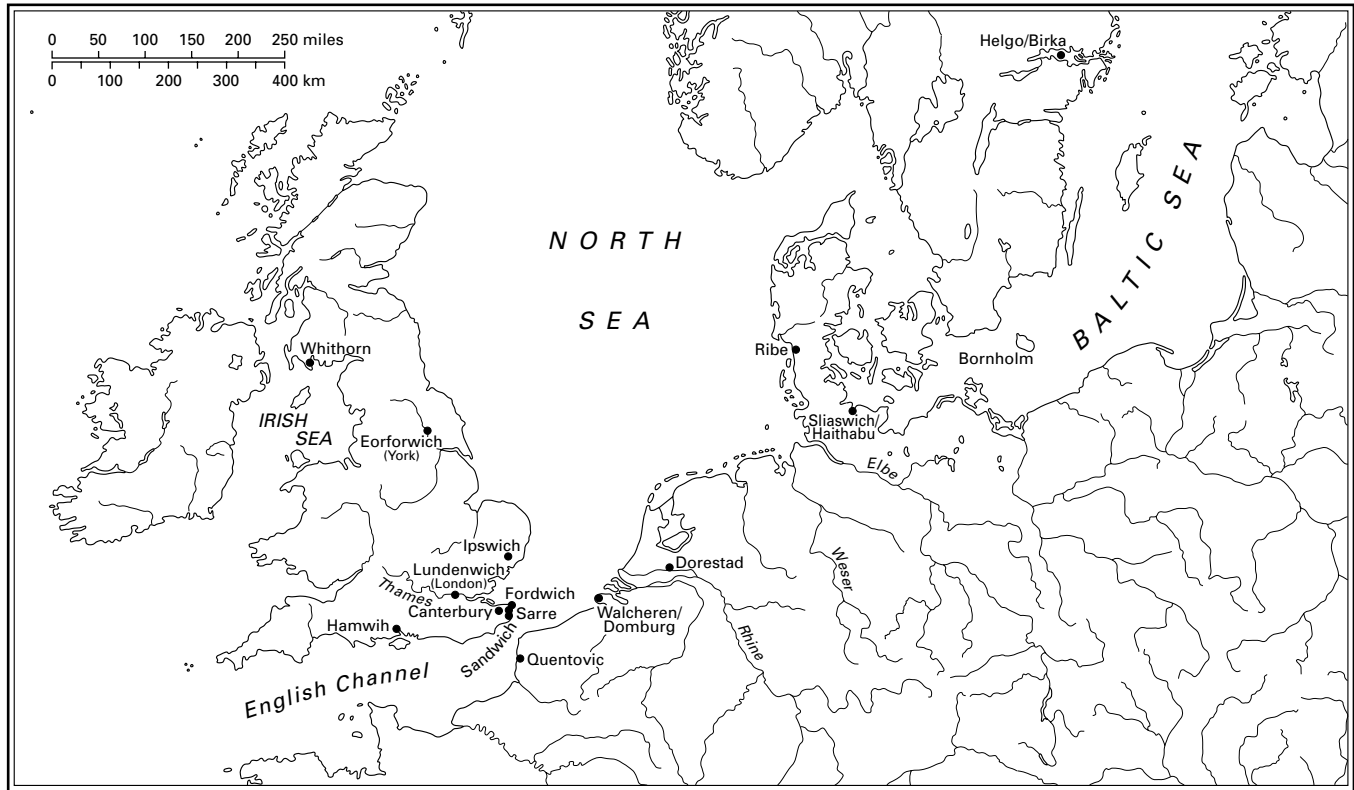 0 50 100 150 200 250 miles
0 100 200 300 400 km
Helgo/Birka
NORTH
SEA
BALTIC SEA
Whithorn
Ribe
Bornholm
IRISH
SEA
Eorforwich
(York)
Sliaswich/
Haithabu
Elbe
Ipswich
Lundenwich
(London)
Thames
Fordwich
Canterbury
Sarre
Sandwich
Hamwih
Dorestad
Weser
Walcheren/
Domburg
Rhine
Quentovic
English Channel